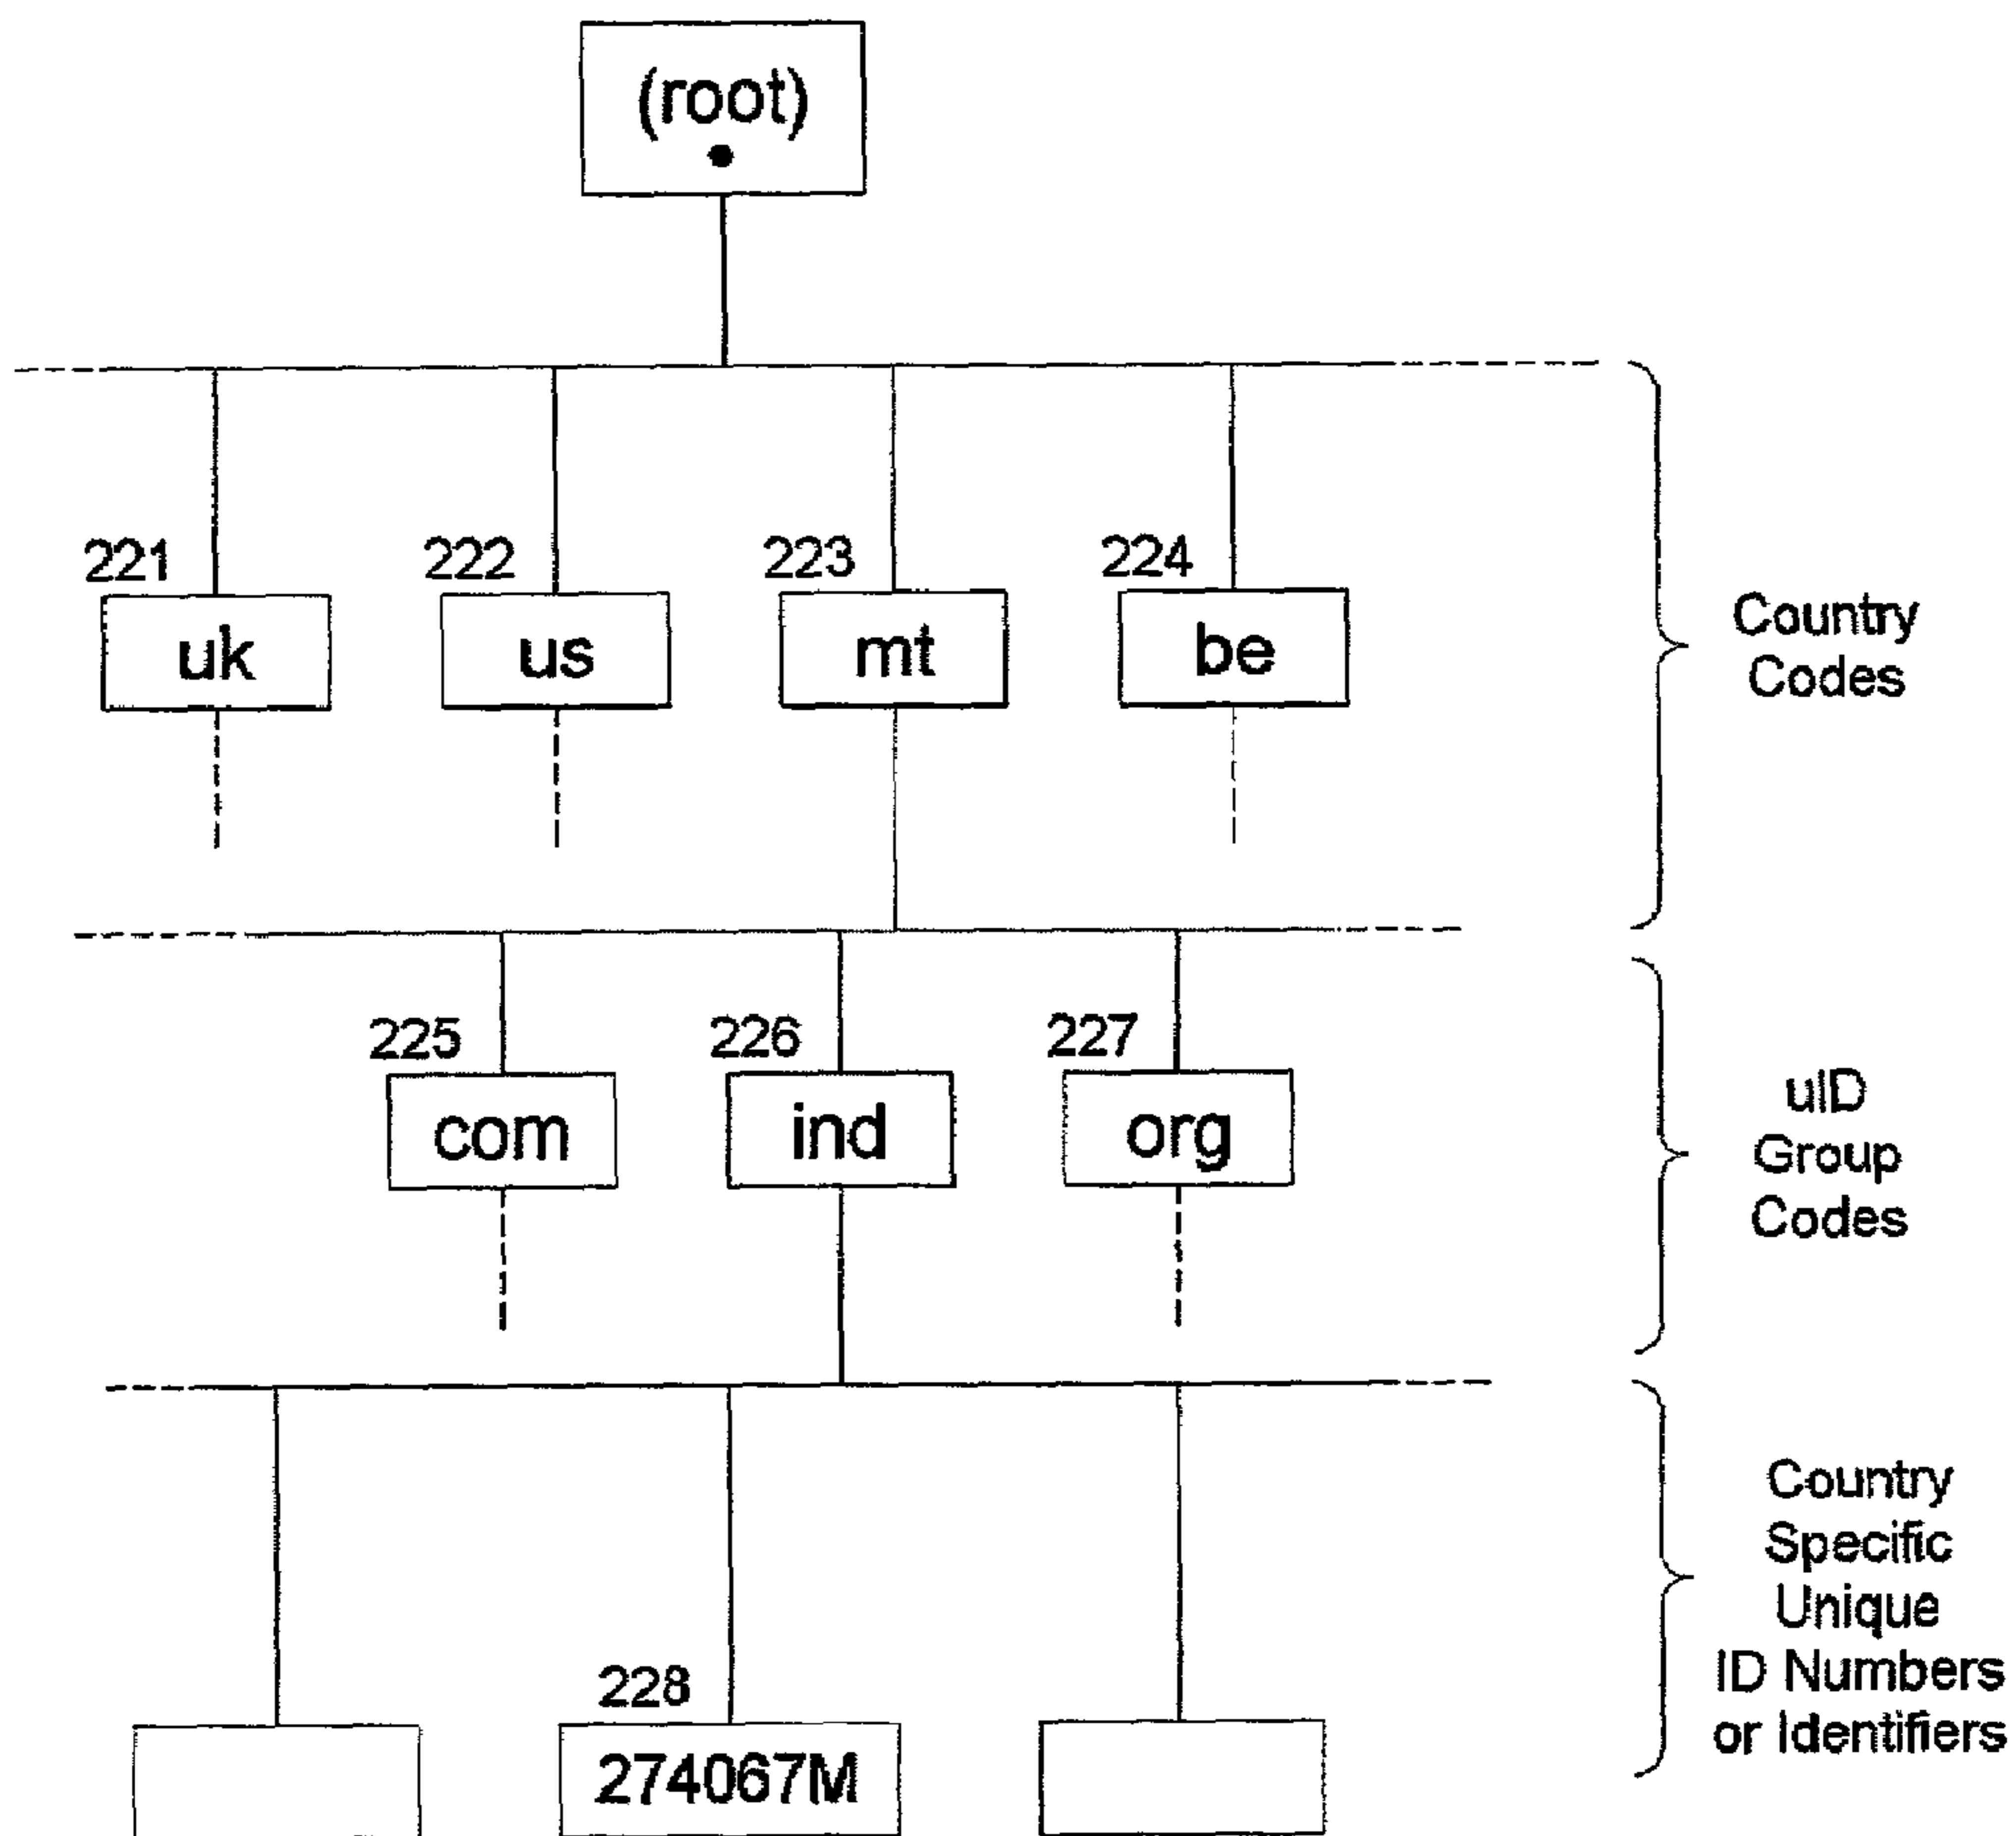 (root)
221
222
223
224
uk
us
mt
be
Country
Codes
225
226
227
com
ind
org
uID
Group
Codes
Country
Specific
Unique
ID Numbers
or Identifiers
228
274067M